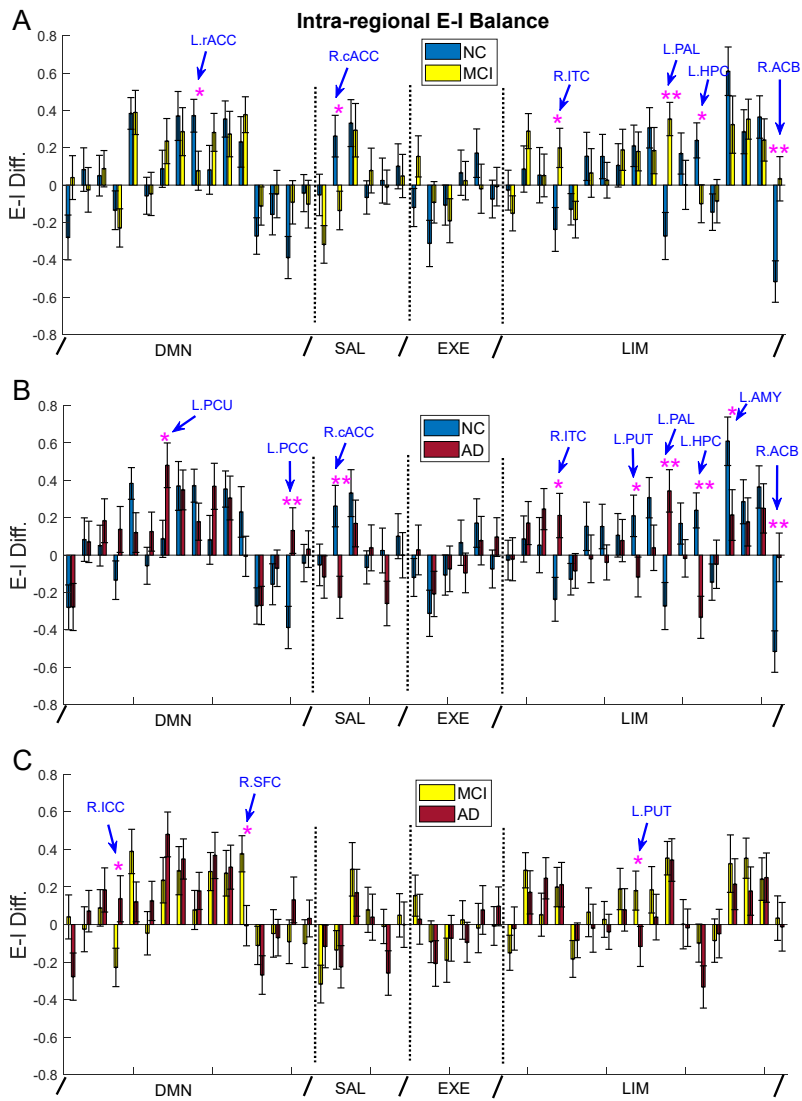 A
Intra-regional E-I Balance
L.rACC
R.cACC
NC
MCI
R.ITC
L.PAL
L.HPC
R.ACB
*
*
*
**
*
**
E-I Diff.
0.8
0.6
0.4
0.2
0
-0.2
-0.4
-0.6
-0.8
DMN
SAL
EXE
LIM
B
L.PCU
L.PCC
R.cACC
NC
AD
R.ITC
L.PUT
L.PAL
L.HPC
L.AMY
R.ACB
*
**
**
*
*
**
**
*
**
E-I Diff.
0.8
0.6
0.4
0.2
0
-0.2
-0.4
-0.6
-0.8
DMN
SAL
EXE
LIM
C
R.ICC
R.SFC
MCI
AD
L.PUT
*
*
*
E-I Diff.
0.8
0.6
0.4
0.2
0
-0.2
-0.4
-0.6
-0.8
DMN
SAL
EXE
LIM